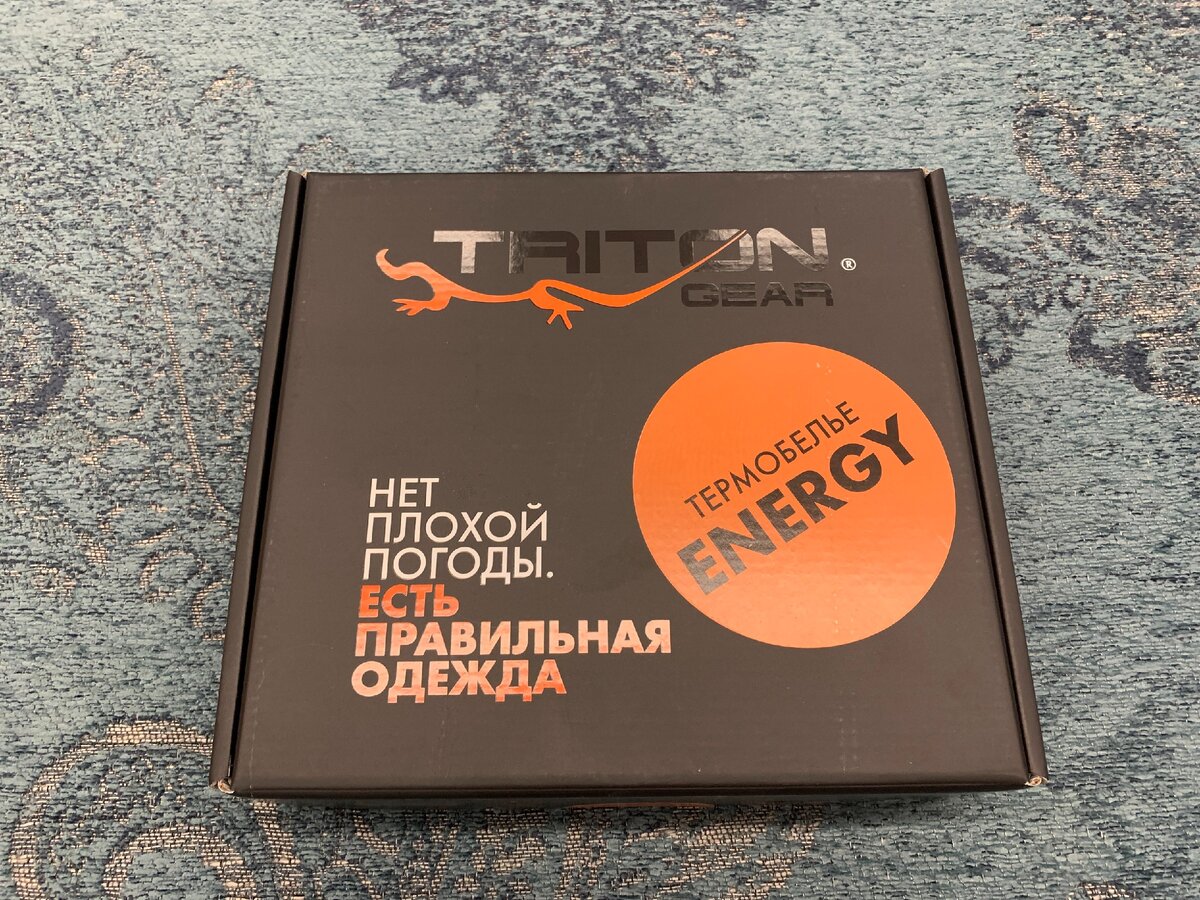 TRITON®
GEAR
ТЕРМОБЕЛЬЕ
ENERGY
НЕТ
ПЛОХОЙ
ПОГОДЫ.
ЕСТЬ
ПРАВИЛЬНАЯ
ОДЕЖДА